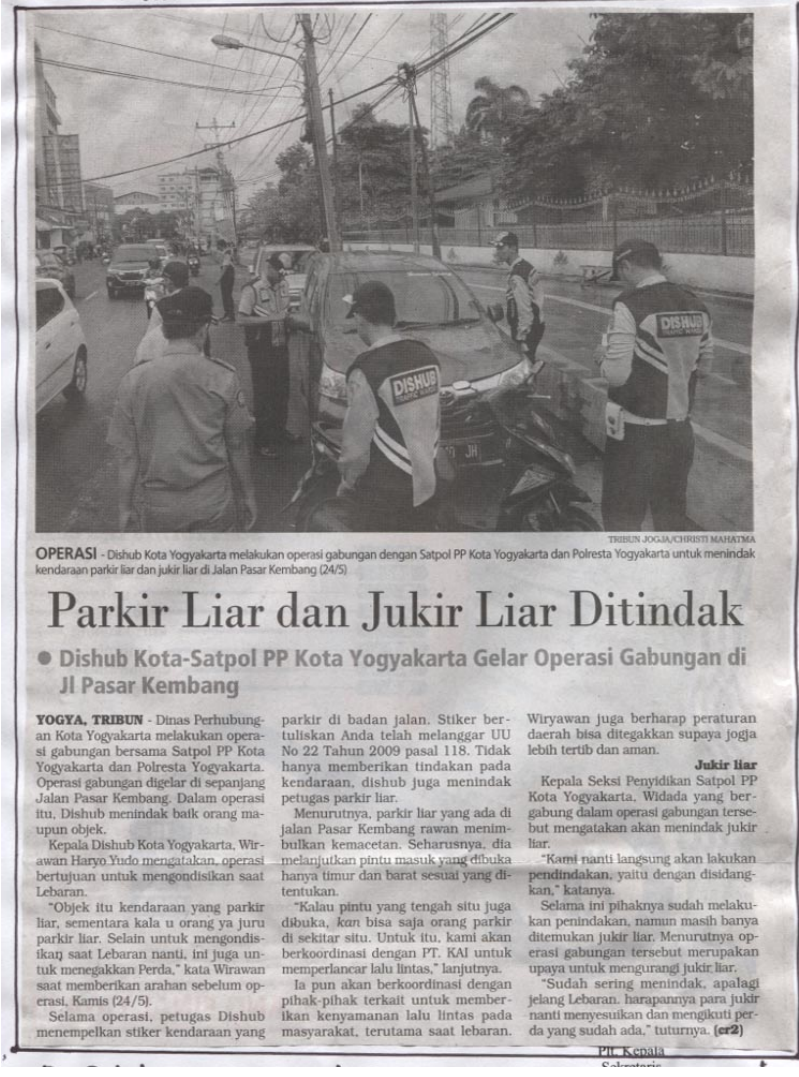 DISHUB
DISHUB
JH
TRIBUN JOGJA/CHRISTI MAHATMA
OPERASI - Dishub Kota Yogyakarta melakukan operasi gabungan dengan Satpol PP Kota Yogyakarta dan Polresta Yogyakarta untuk menindak
kendaraan parkir liar dan jukir liar di Jalan Pasar Kembang (24/5)
Parkir Liar dan Jukir Liar Ditindak
● Dishub Kota-Satpol PP Kota Yogyakarta Gelar Operasi Gabungan di
Jl Pasar Kembang
YOGYA, TRIBUN - Dinas Perhubung-
an Kota Yogyakarta melakukan opera-
si gabungan bersama Satpol PP Kota
Yogyakarta dan Polresta Yogyakarta.
Operasi gabungan digelar di sepanjang
Jalan Pasar Kembang. Dalam operasi
itu, Dishub menindak baik orang ma-
upun objek.
Kepala Dishub Kota Yogyakarta, Wir-
awan Haryo Yudo mengatakan, operasi
bertujuan untuk mengondisikan saat
Lebaran.
"Objek itu kendaraan yang parkir
liar, sementara kala u orang ya juru
parkir liar. Selain untuk mengondis-
ikan saat Lebaran nanti, ini juga un-
tuk menegakkan Perda," kata Wirawan
saat memberikan arahan sebelum op-
erasi, Kamis (24/5).
Selama operasi, petugas Dishub
menempelkan stiker kendaraan yang
parkir di badan jalan. Stiker ber-
tuliskan Anda telah melanggar UU
No 22 Tahun 2009 pasal 118. Tidak
hanya memberikan tindakan pada
kendaraan, dishub juga menindak
petugas parkir liar.
Menurutnya, parkir liar yang ada di
jalan Pasar Kembang rawan menim-
bulkan kemacetan. Seharusnya, dia
melanjutkan pintu masuk yang dibuka
hanya timur dan barat sesuai yang di-
tentukan.
"Kalau pintu yang tengah situ juga
dibuka, kan bisa saja orang parkir
di sekitar situ. Untuk itu, kami akan
berkoordinasi dengan PT. KAI untuk
memperlancar lalu lintas," lanjutnya.
Ia pun akan berkoordinasi dengan
pihak-pihak terkait untuk member-
ikan kenyamanan lalu lintas pada
masyarakat, terutama saat lebaran.
Wiryawan juga berharap peraturan
daerah bisa ditegakkan supaya jogja
lebih tertib dan aman.
Jukir liar
Kepala Seksi Penyidikan Satpol PP
Kota Yogyakarta, Widada yang ber-
gabung dalam operasi gabungan terse-
but mengatakan akan menindak jukir
liar.
"Kami nanti langsung akan lakukan
pendindakan, yaitu dengan disidang-
kan," katanya.
Selama ini pihaknya sudah melaku-
kan penindakan, namun masih banya
ditemukan jukir liar. Menurutnya op-
erasi gabungan tersebut merupakan
upaya untuk mengurangi jukir liar.
"Sudah sering menindak, apalagi
jelang Lebaran. harapannya para jukir
nanti menyesuikan dan mengikuti per-
da yang sudah ada," tuturnya. (cr2)
Plt. Kepala
Sekretaris